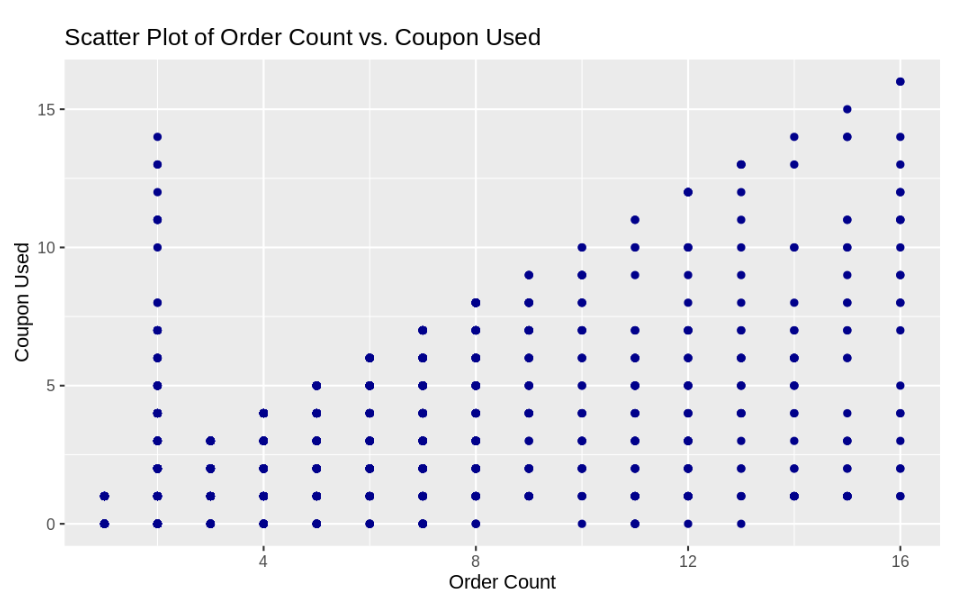 Scatter Plot of Order Count vs. Coupon Used
15
10
5
0
Coupon Used
4 8 12 16
Order Count